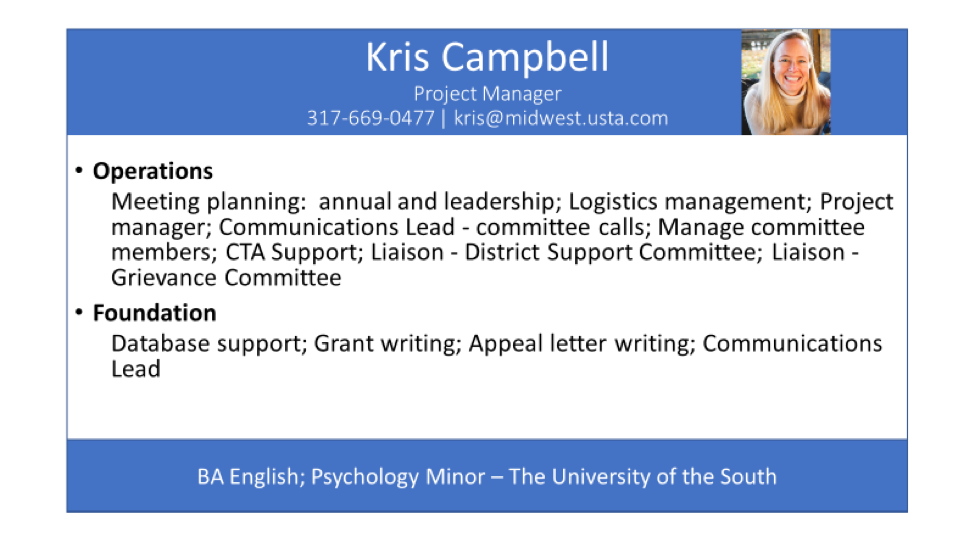 Kris Campbell
Project Manager
317-669-0477 | kris@midwest.usta.com
• Operations
Meeting planning:  annual and leadership; Logistics management; Project
manager; Communications Lead - committee calls; Manage committee
members; CTA Support; Liaison - District Support Committee; Liaison -
Grievance Committee
• Foundation
Database support; Grant writing; Appeal letter writing; Communications
Lead
BA English; Psychology Minor – The University of the South